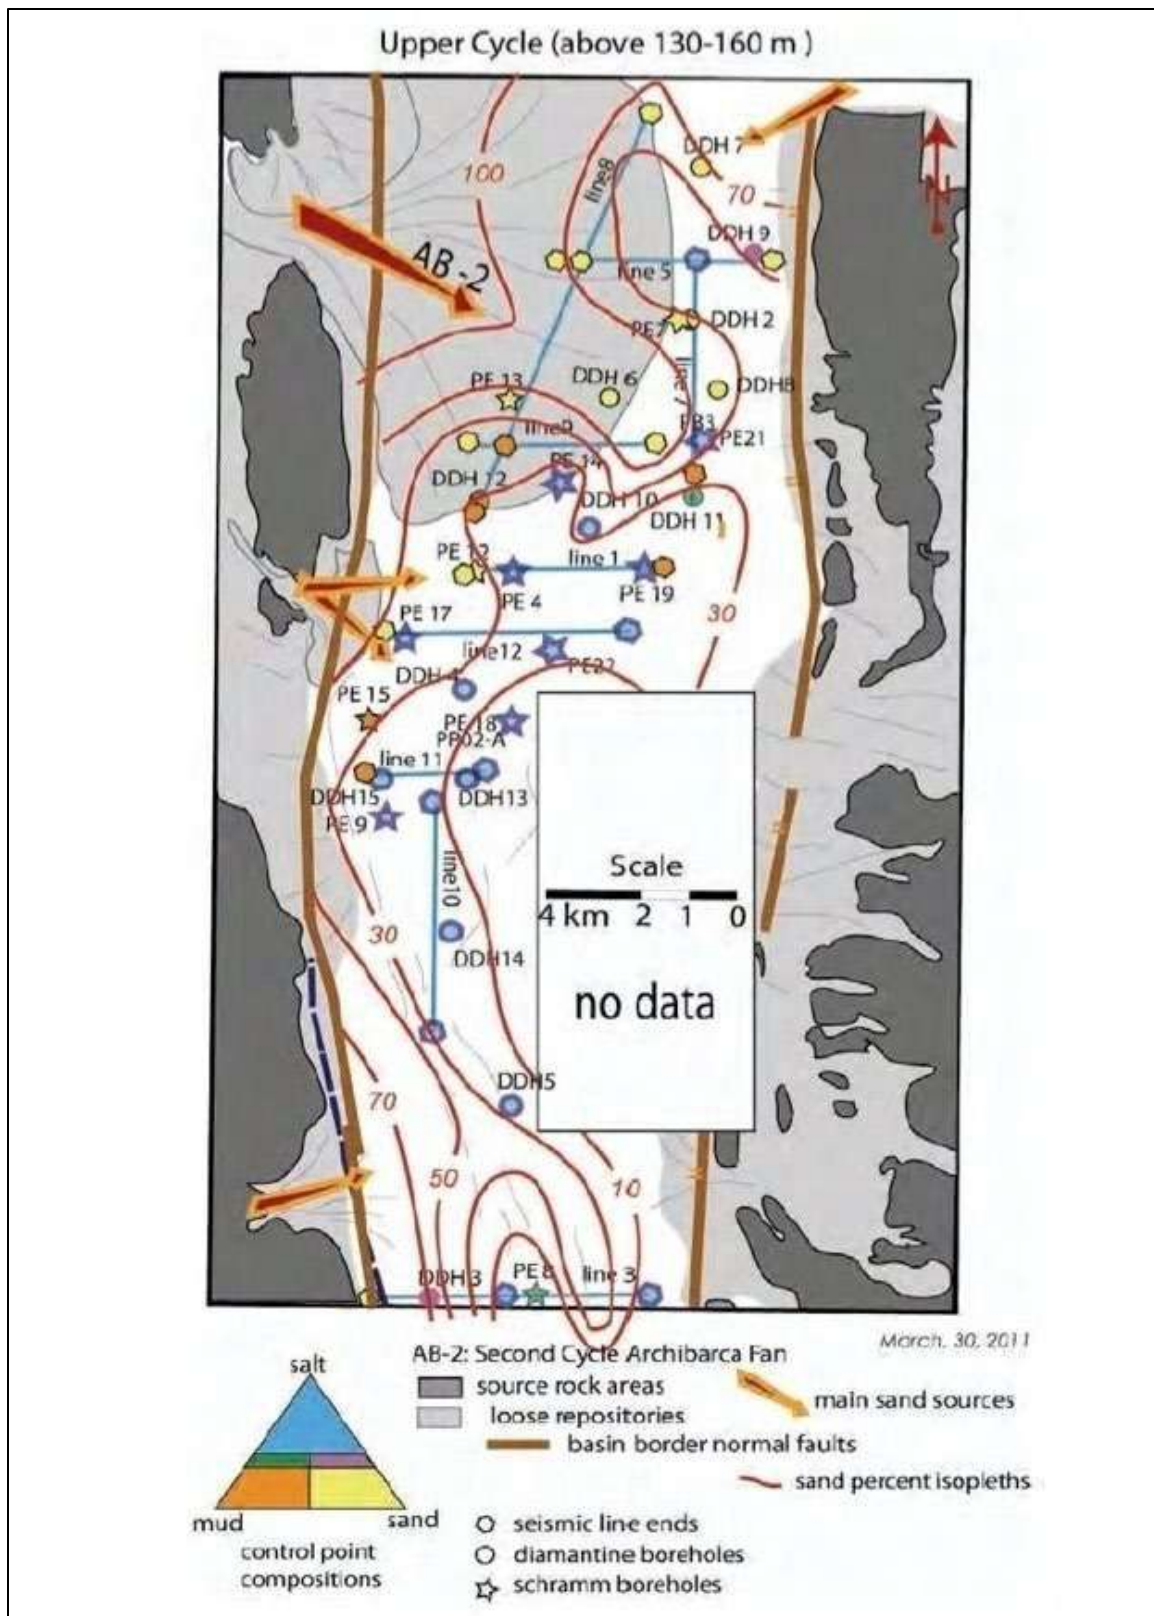 Upper Cycle (above 130-160 m )
DDH 7
100
line8
70
N
DDH 9
AB -2
line 5
PE7
DDH 2
line 7
PE 13
DDH 6
DDH8
line9
PB3
PE21
PE 14
DDH 12
DDH 10
DDH 11
PE 12
line 1
PE 4
PE 19
PE 17
30
line12
PE22
DDH 4
PE 15
PE 18
PP02-A
line 11
DDH15
DDH13
PE 9
line10
Scale
4 km 2 1 0
30
DDH14
no data
DDH5
70
50
10
DDH 3
PE 8
line 3
March. 30, 2011
AB-2: Second Cycle Archibarca Fan
salt
source rock areas
main sand sources
loose repositories
basin border normal faults
sand percent isopleths
mud
sand
seismic line ends
control point
compositions
diamantine boreholes
schramm boreholes